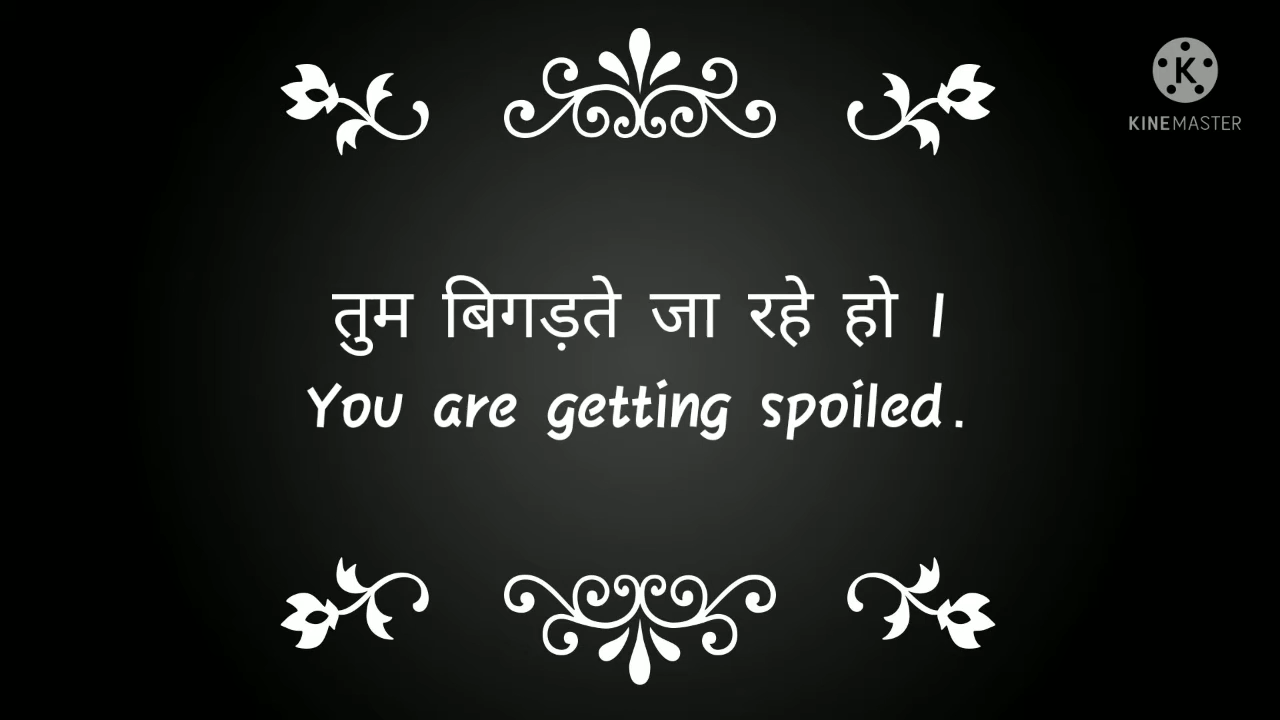 KINEMASTER
तुम बिगड़ते जा रहे हो ।
You are getting spoiled.